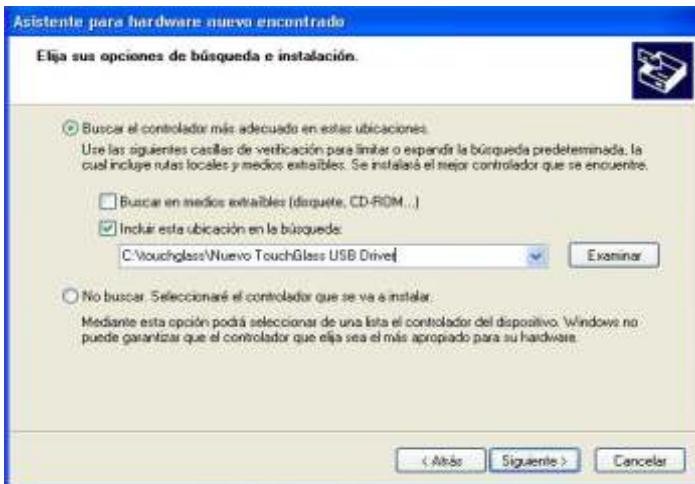 Asistente para hardware nuevo encontrado
Elija sus opciones de búsqueda e instalación.
Buscar el controlador más adecuado en estas ubicaciones.
Use las siguientes casillas de verificación para limitar o expandir la búsqueda predeterminada, la
cual incluye rutas locales y medios extraíbles. Se instalará el mejor controlador que se encuentre.
Buscar en medios extraíbles (disquete, CD-ROM...)
Incluir esta ubicación en la búsqueda:
C:\touchglass\Nuevo TouchGlass USB Driver
Examinar
No buscar. Seleccionaré el controlador que se va a instalar.
Mediante esta opción podrá seleccionar de una lista el controlador del dispositivo. Windows no
puede garantizar que el controlador que elija sea el más apropiado para su hardware.
< Atrás Siguiente > Cancelar